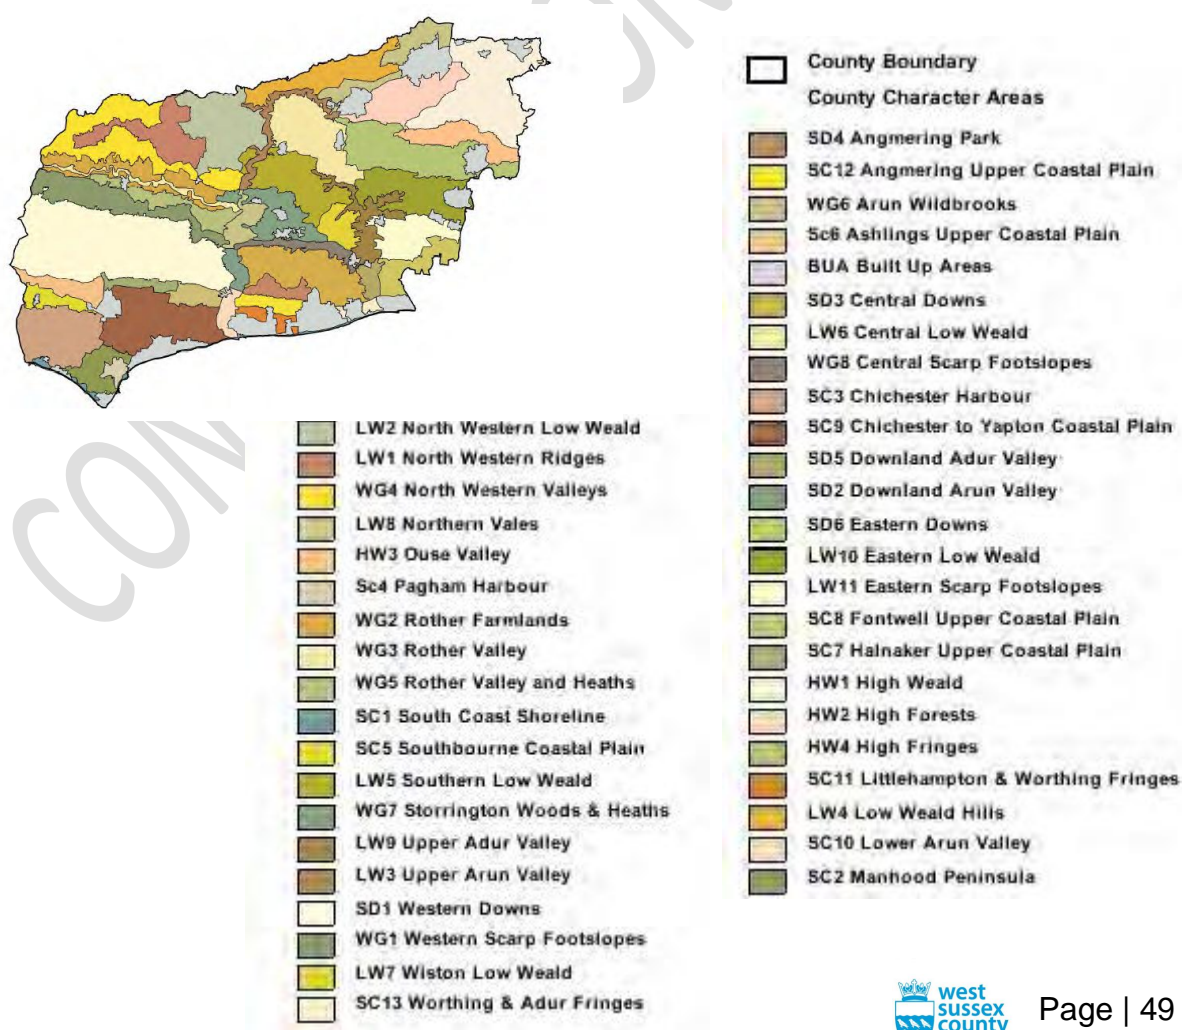 County Boundary
County Character Areas
SD4 Angmering Park
SC12 Angmering Upper Coastal Plain
WG6 Arun Wildbrooks
Sc6 Ashlings Upper Coastal Plain
BUA Built Up Areas
SD3 Central Downs
LW6 Central Low Weald
WG8 Central Scarp Footslopes
SC3 Chichester Harbour
SC9 Chichester to Yapton Coastal Plain
SD5 Downland Adur Valley
SD2 Downland Arun Valley
SD6 Eastern Downs
LW10 Eastern Low Weald
LW11 Eastern Scarp Footslopes
SC8 Fontwell Upper Coastal Plain
SC7 Halnaker Upper Coastal Plain
HW1 High Weald
HW2 High Forests
HW4 High Fringes
SC11 Littlehampton & Worthing Fringes
LW4 Low Weald Hills
SC10 Lower Arun Valley
SC2 Manhood Peninsula
LW2 North Western Low Weald
LW1 North Western Ridges
WG4 North Western Valleys
LW8 Northern Vales
HW3 Ouse Valley
Sc4 Pagham Harbour
WG2 Rother Farmlands
WG3 Rother Valley
WG5 Rother Valley and Heaths
SC1 South Coast Shoreline
SC5 Southbourne Coastal Plain
LW5 Southern Low Weald
WG7 Storrington Woods & Heaths
LW9 Upper Adur Valley
LW3 Upper Arun Valley
SD1 Western Downs
WG1 Western Scarp Footslopes
LW7 Wiston Low Weald
SC13 Worthing & Adur Fringes
west
sussex
county
Page | 49